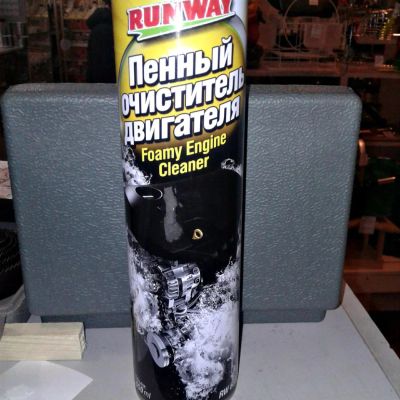 RUNWAY
Пенный
очиститель
двигателя
Foamy Engine
Cleaner